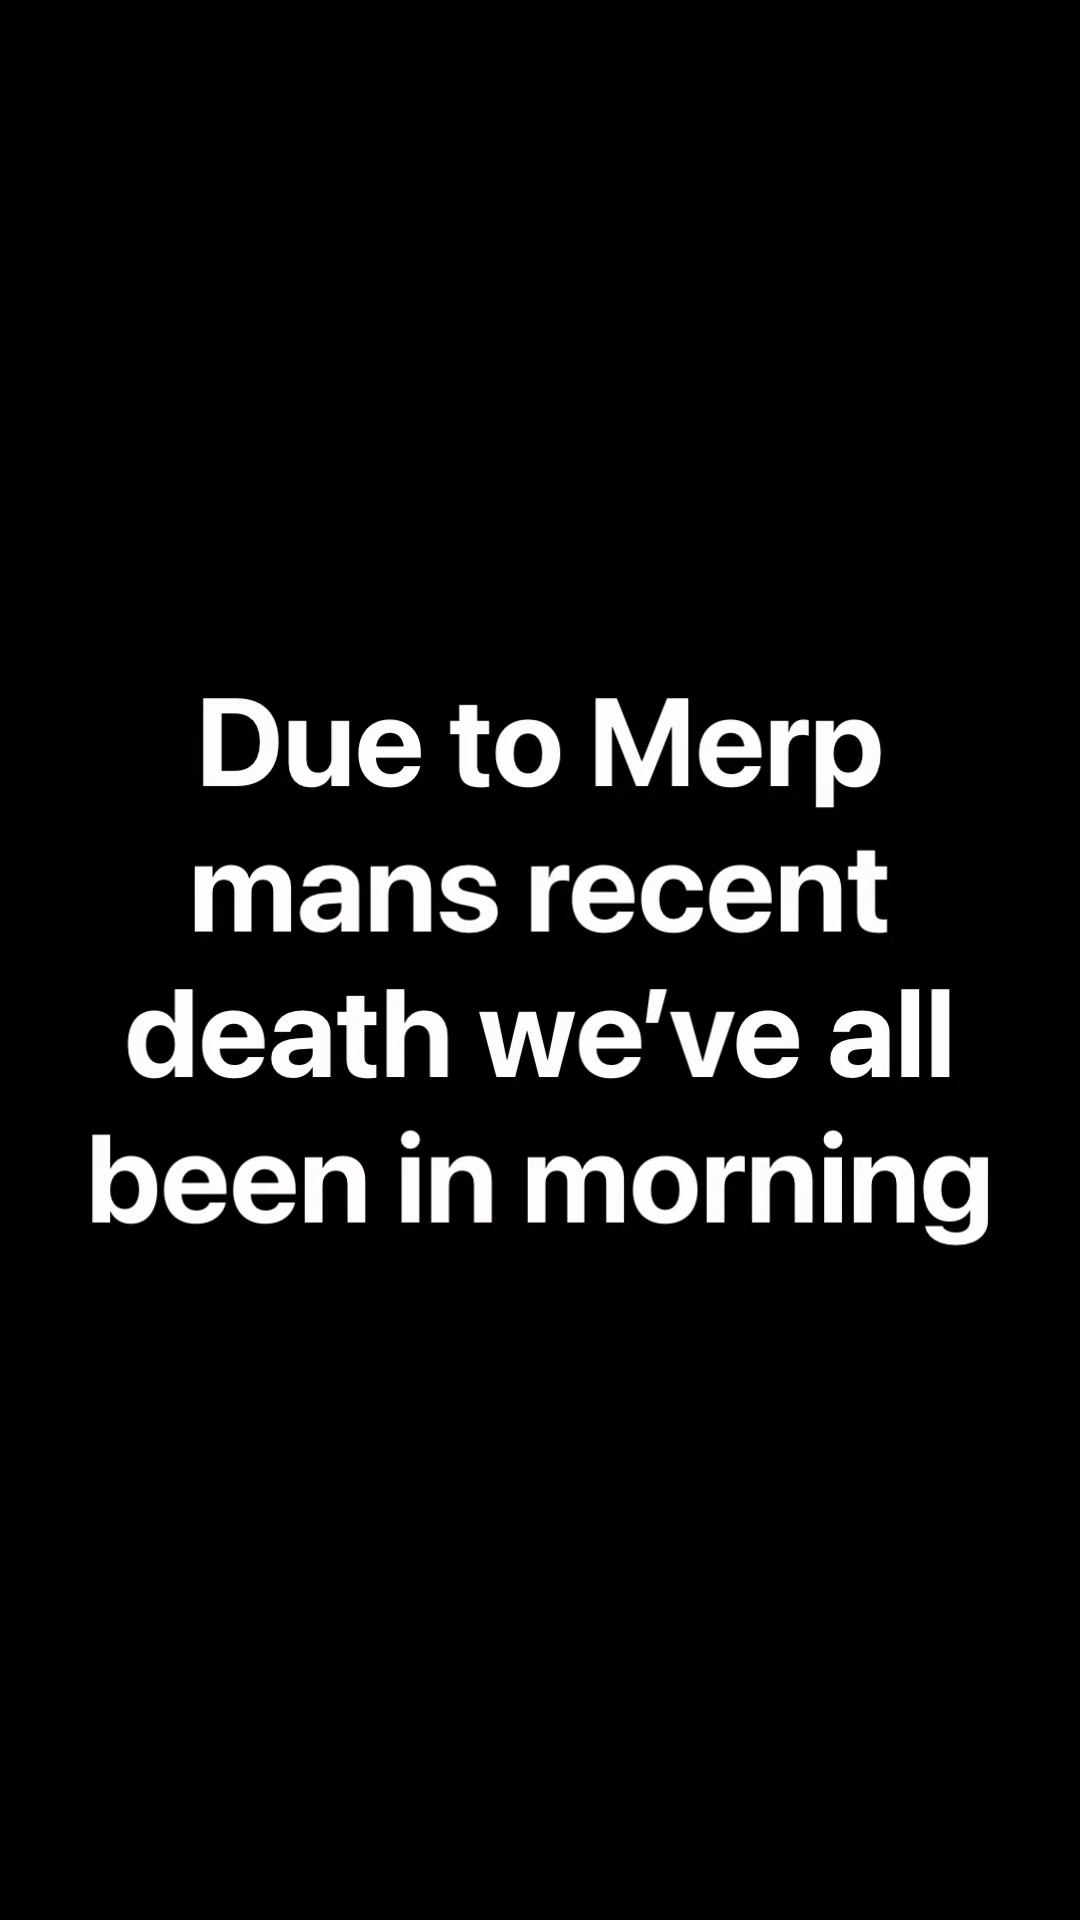 Due to Merp
mans recent
death we've all
been in morning